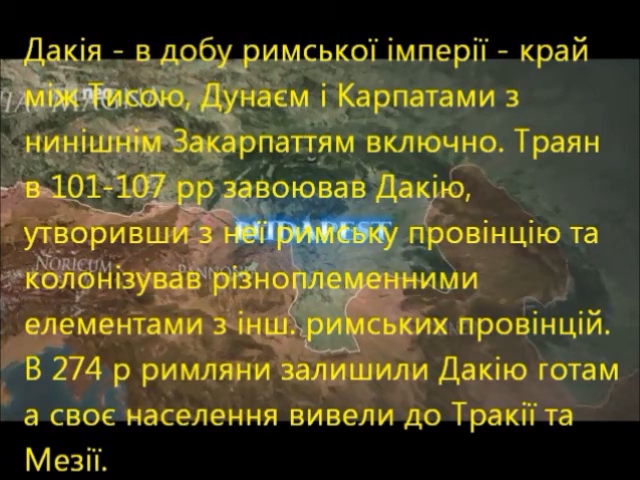 Дакія - в добу римської імперії - край
між Тисою, Дунаєм і Карпатами з
нинішнім Закарпаттям включно. Траян
в 101-107 рр завоював Дакію,
BUDAPEST
утворивши з неї римську провінцію та
NORICUM
колонізував різноплеменними
елементами з інш. римських провінцій.
В 274 р римляни залишили Дакію готам
а своє населення вивели до Тракії та
Мезії.